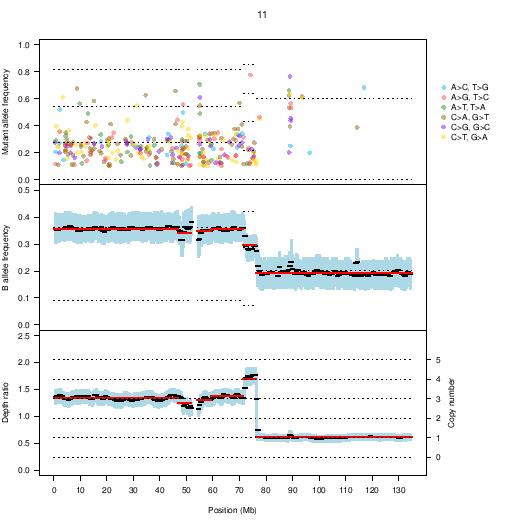 11
Mutant allele frequency
1.0
0.8
0.6
0.4
0.2
0.0
A>C, T>G
A>G, T>C
A>T, T>A
C>A, G>T
C>G, G>C
C>T, G>A
B allele frequency
0.5
0.4
0.3
0.2
0.1
0.0
Depth ratio
2.5
2.0
1.5
1.0
0.5
0.0
5
4
3
2
1
0
Copy number
0 10 20 30 40 50 60 70 80 90 100 110 120 130
Position (Mb)